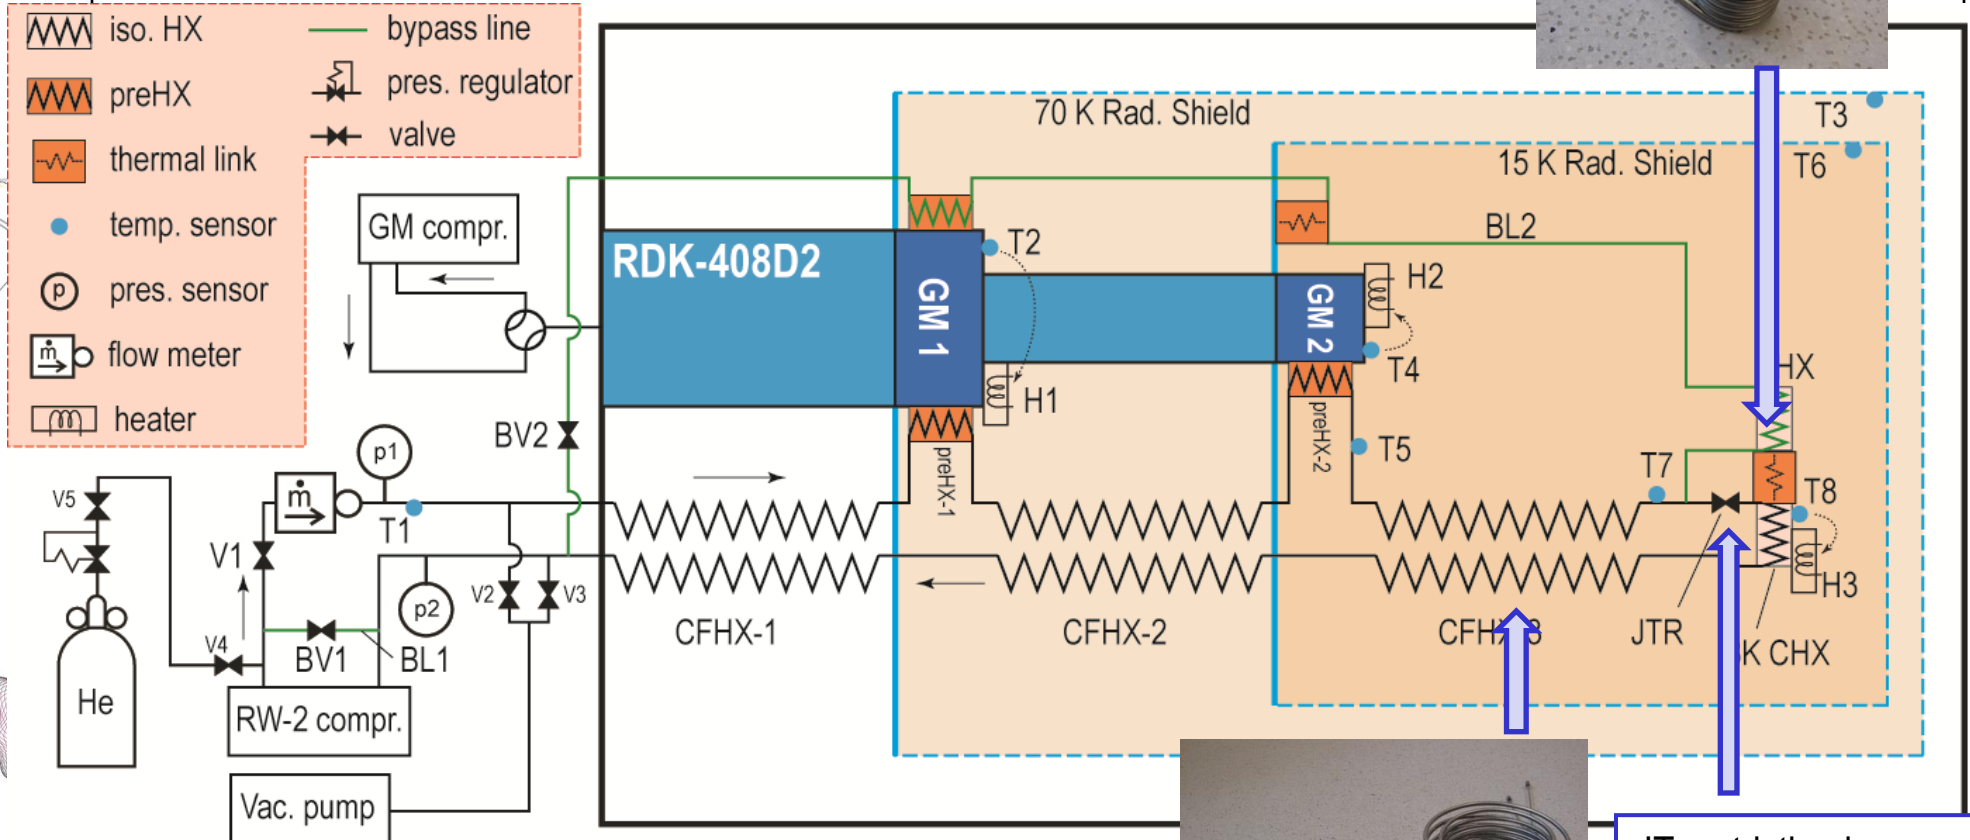 iso. HX
bypass line
preHX
pres. regulator
thermal link
valve
temp. sensor
pres. sensor
ṁ
flow meter
heater
p
GM compr.
RDK-408D2
GM 1
GM 2
70 K Rad. Shield
15 K Rad. Shield
T3
T6
T2
H2
BL2
T4
H1
HX
BV2
p1
preHX-1
preHX-2
T5
T7
T8
V5
ṁ
T1
V1
p2
V2
V3
H3
CFHX-1
CFHX-2
JTR
K CHX
V4
BV1
BL1
He
RW-2 compr.
Vac. pump